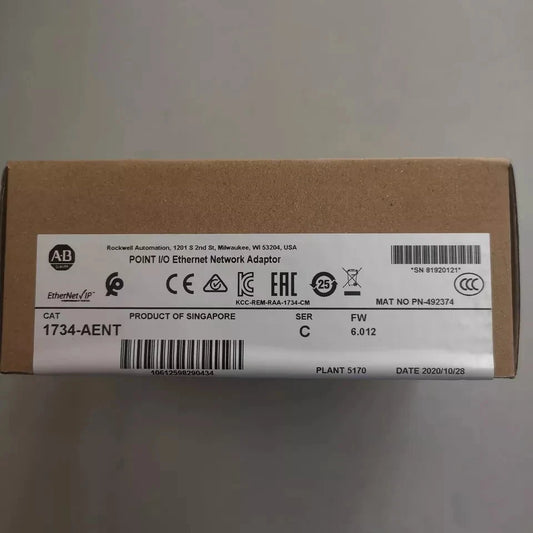 A-B
Rockwell Automation, 1201 S 2nd St, Milwaukee, WI 53204, USA
POINT I/O Ethernet Network Adaptor
*SN 81920121*
EtherNet/IP™
CE
EAC
25
CCC
KCC-REM-RAA-1734-CM
MAT NO PN-492374
CAT
PRODUCT OF SINGAPORE
SER
FW
1734-AENT
C
6.012
10612598290434
PLANT 5170
DATE 2020/10/28